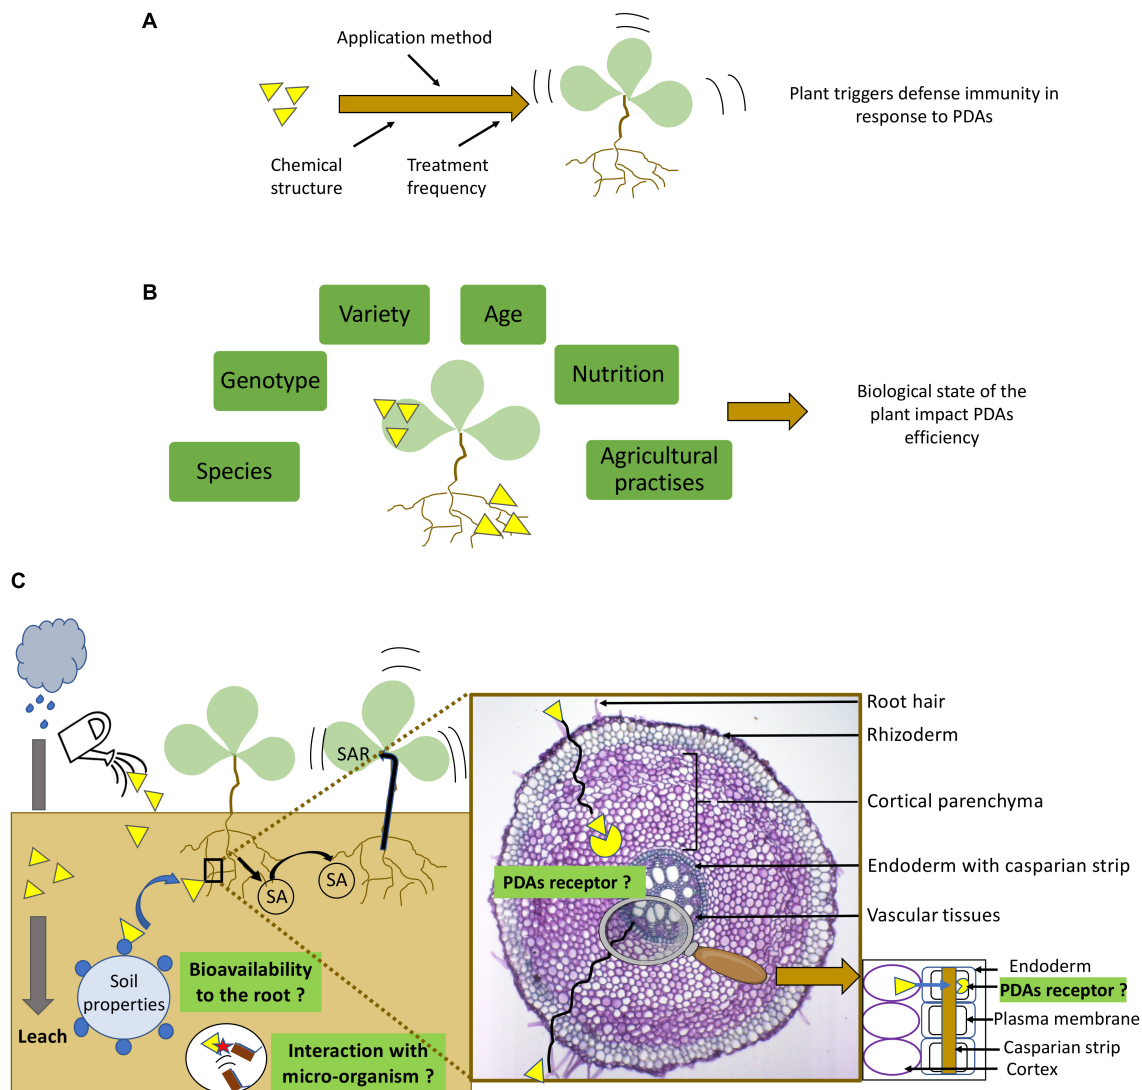 A
Application method
Chemical
structure
Treatment
frequency
Plant triggers defense immunity in
response to PDAs
B
Variety
Age
Genotype
Nutrition
Species
Agricultural
practises
Biological state of the
plant impact PDAs
efficiency
C
SAR
SA
SA
Soil
properties
Leach
Bioavailability
to the root ?
Interaction with
micro-organism ?
PDAs receptor ?
Root hair
Rhizoderm
Cortical parenchyma
Endoderm with casparian strip
Vascular tissues
Endoderm
PDAs receptor ?
Plasma membrane
Casparian strip
Cortex